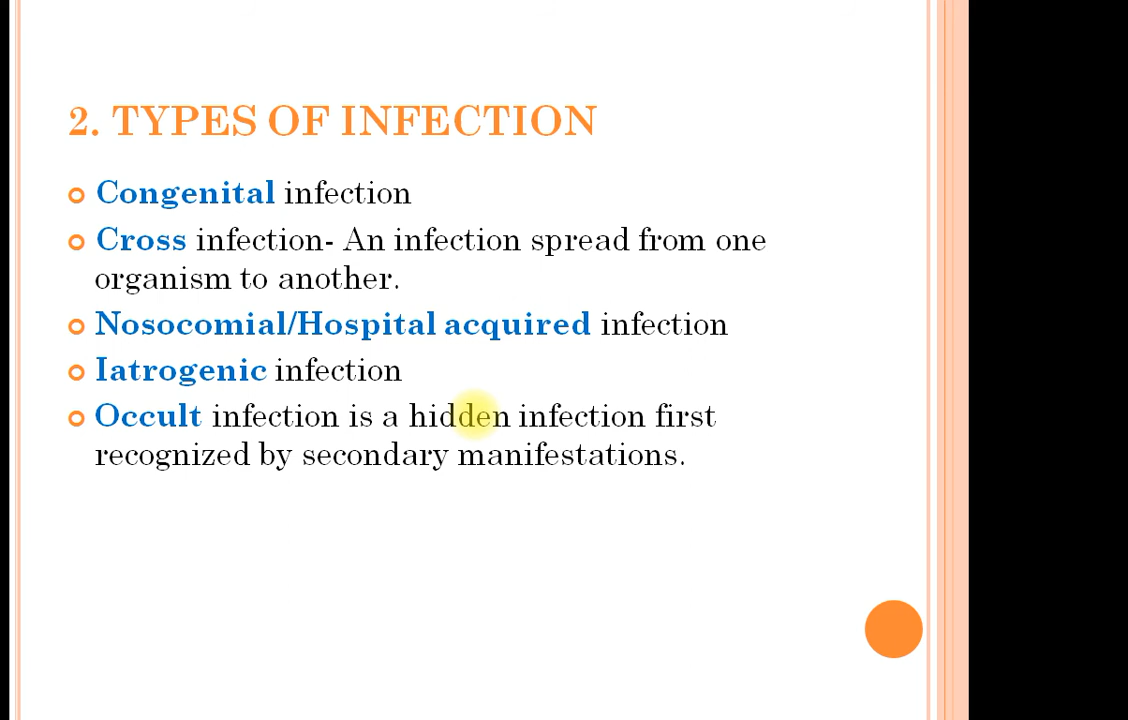 2. TYPES OF INFECTION
Congenital infection
Cross infection- An infection spread from one
organism to another.
Nosocomial/Hospital acquired infection
Iatrogenic infection
Occult infection is a hidden infection first
recognized by secondary manifestations.